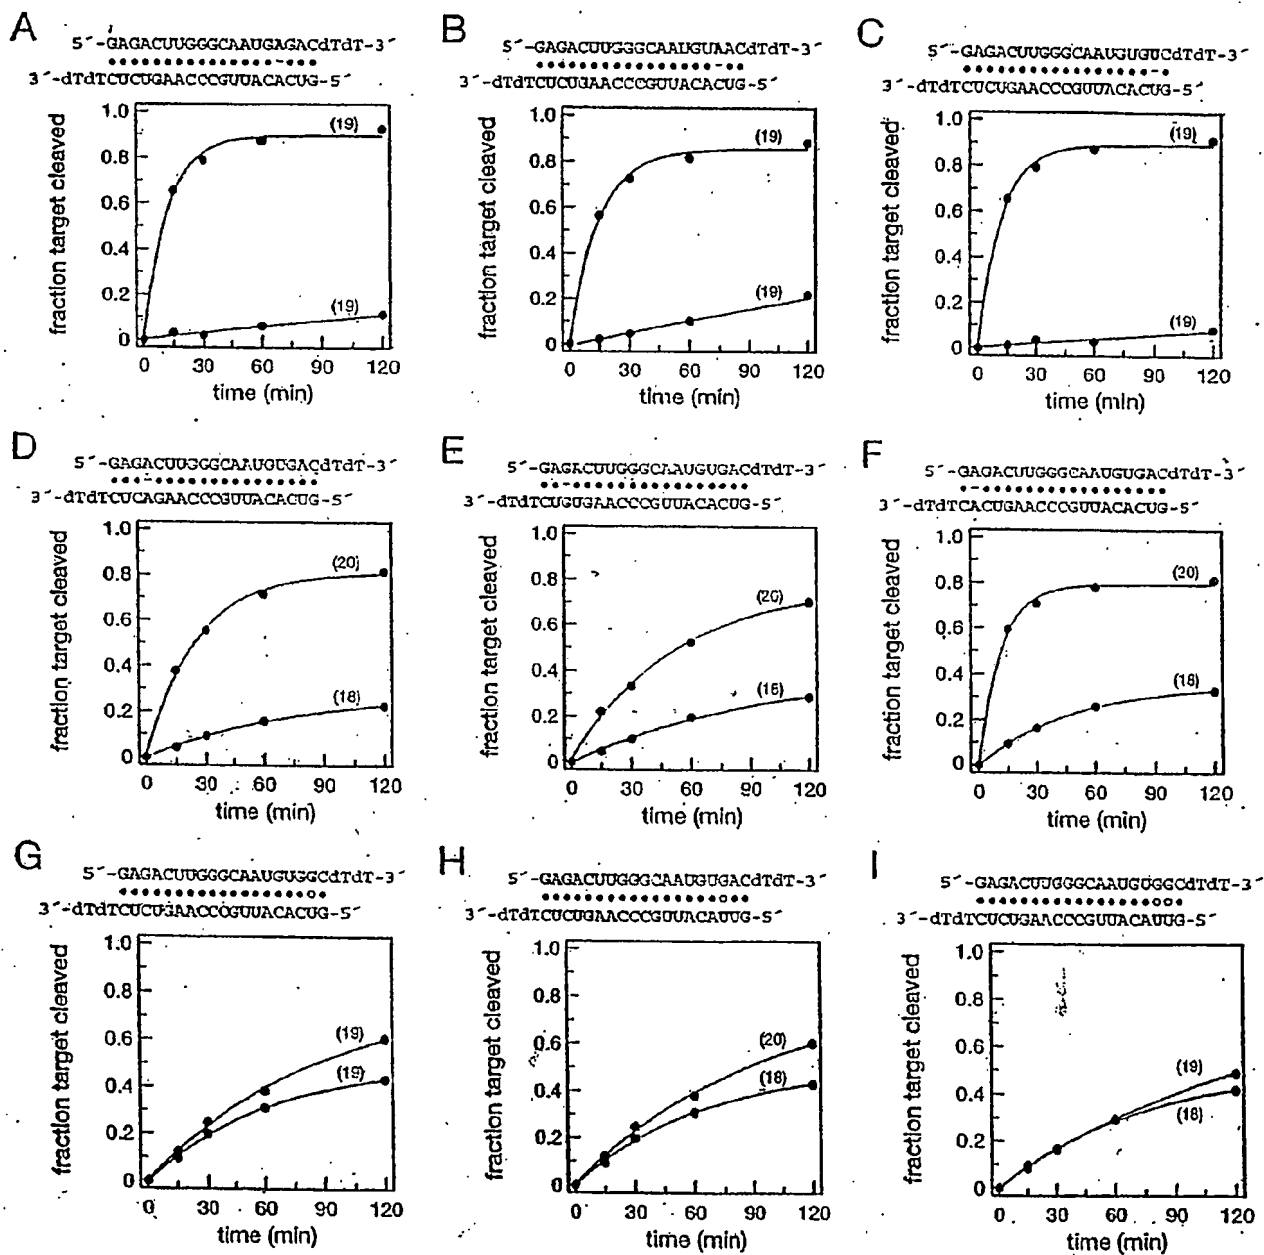 A
5´-GAGACUUGGGCAAUGAGACdTdT-3´
3´-dTdTCUCUGAACCCGUUACACUG-5´
fraction target cleaved
1.0
0.8
0.6
0.4
0.2
0
(19)
(19)
0 30 60 90 120
time (min)
B
5´-GAGACUUGGGCAAUGUAACdTdT-3´
3´-dTdTCUCUGAACCCGUUACACUG-5´
fraction target cleaved
1.0
0.8
0.6
0.4
0.2
0
(19)
(19)
0 30 60 90 120
time (min)
C
5´-GAGACUUGGGCAAUGUGUCdTdT-3´
3´-dTdTCUCUGAACCCGUUACACUG-5´
fraction target cleaved
1.0
0.8
0.6
0.4
0.2
0
(19)
(19)
0 30 60 90 120
time (min)
D
5´-GAGACUUGGGCAAUGUGACdTdT-3´
3´-dTdTCUCAGAACCCGUUACACUG-5´
fraction target cleaved
1.0
0.8
0.6
0.4
0.2
0
(20)
(18)
0 30 60 90 120
time (min)
E
5´-GAGACUUGGGCAAUGUGACdTdT-3´
3´-dTdTCUGUGAACCCGUUACACUG-5´
fraction target cleaved
1.0
0.8
0.6
0.4
0.2
0
(20)
(18)
0 30 60 90 120
time (min)
F
5´-GAGACUUGGGCAAUGUGACdTdT-3´
3´-dTdTCACUGAACCCGUUACACUG-5´
fraction target cleaved
1.0
0.8
0.6
0.4
0.2
0
(20)
(18)
0 30 60 90 120
time (min)
G
5´-GAGACUUGGGCAAUGUGGCdTdT-3´
3´-dTdTCUCUGAACCCGUUACACUG-5´
fraction target cleaved
1.0
0.8
0.6
0.4
0.2
0
(19)
(19)
0 30 60 90 120
time (min)
H
5´-GAGACUUGGGCAAUGUGACdTdT-3´
3´-dTdTCUCUGAACCCGUUACAUUG-5´
fraction target cleaved
1.0
0.8
0.6
0.4
0.2
0
(20)
(18)
0 30 60 90 120
time (min)
I
5´-GAGACUUGGGCAAUGUGGCdTdT-3´
3´-dTdTCUCUGAACCCGUUACAUUG-5´
fraction target cleaved
1.0
0.8
0.6
0.4
0.2
0
(19)
(18)
0 30 60 90 120
time (min)